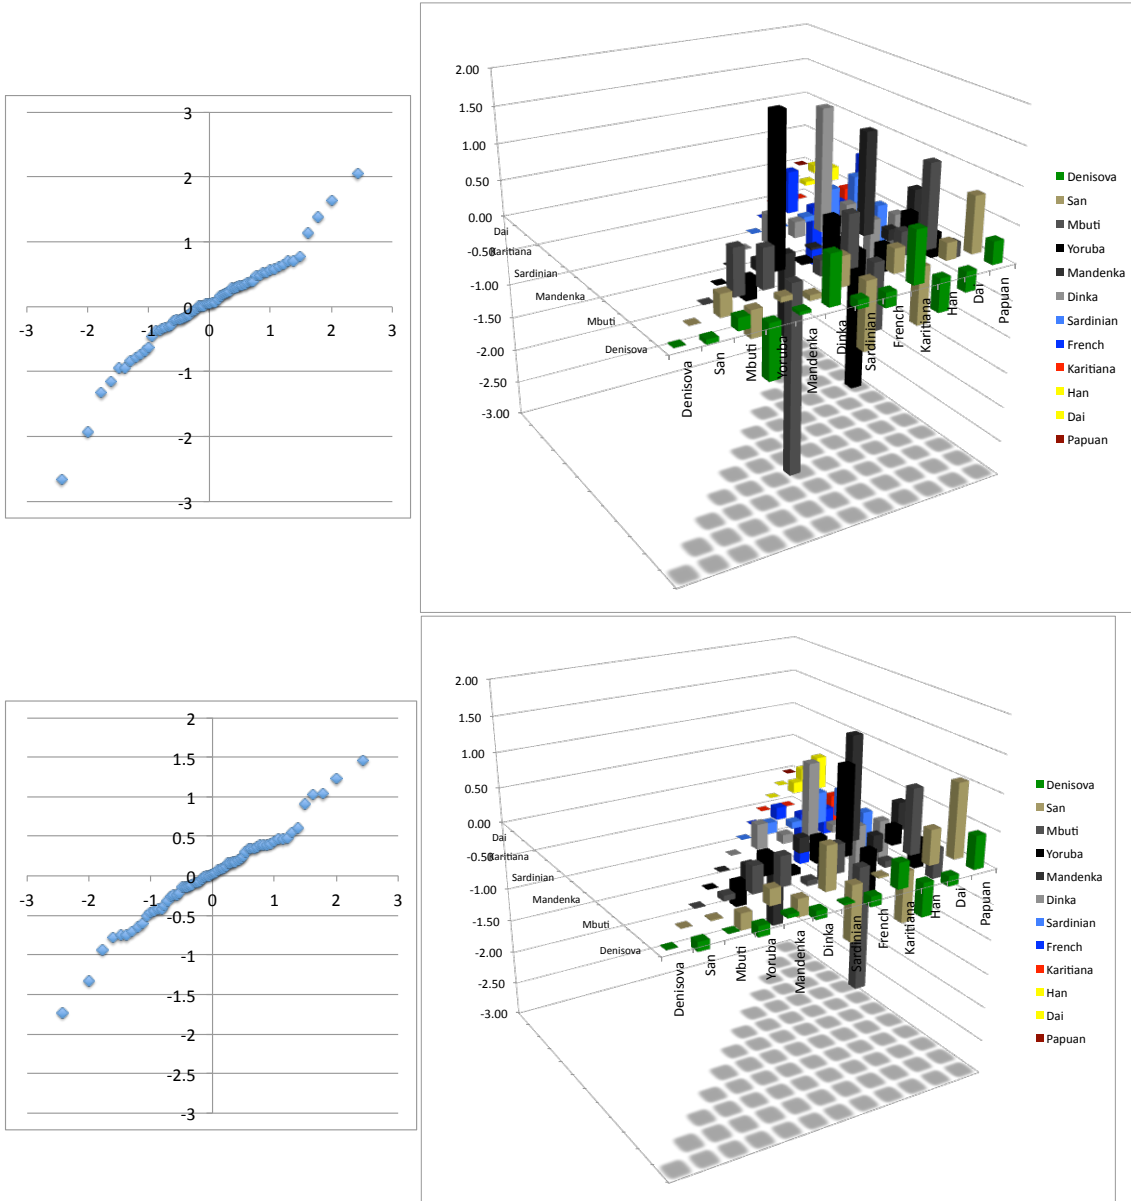 3
2
1
0
-1
-2
-3
-3 -2 -1 0 1 2 3
2.00
1.50
1.00
0.50
0.00
-0.50
-1.00
-1.50
-2.00
-2.50
-3.00
Dai
Karitiana
Sardinian
Mandenka
Mbuti
Denisova
Denisova
San
Mbuti
Yoruba
Mandenka
Dinka
Sardinian
French
Karitiana
Han
Dai
Papuan
Denisova
San
Mbuti
Yoruba
Mandenka
Dinka
Sardinian
French
Karitiana
Han
Dai
Papuan
2
1.5
1
0.5
0
-0.5
-1
-1.5
-2
-2.5
-3
-3 -2 -1 0 1 2 3
2.00
1.50
1.00
0.50
0.00
-0.50
-1.00
-1.50
-2.00
-2.50
-3.00
Dai
Karitiana
Sardinian
Mandenka
Mbuti
Denisova
Denisova
San
Mbuti
Yoruba
Mandenka
Dinka
Sardinian
French
Karitiana
Han
Dai
Papuan
Denisova
San
Mbuti
Yoruba
Mandenka
Dinka
Sardinian
French
Karitiana
Han
Dai
Papuan